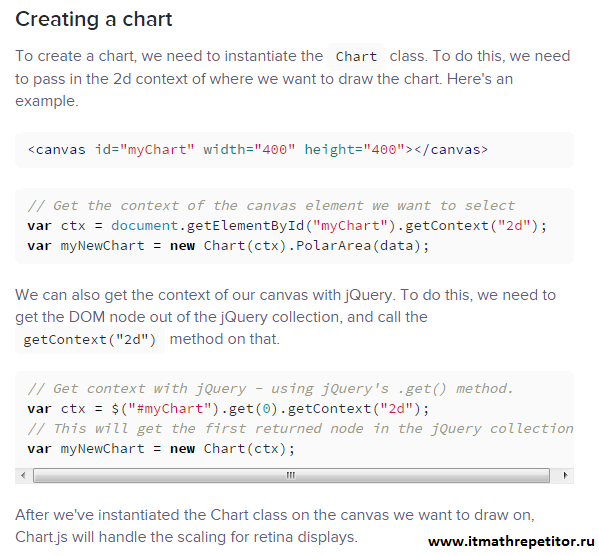 Creating a chart
To create a chart, we need to instantiate the Chart class. To do this, we need
to pass in the 2d context of where we want to draw the chart. Here's an
example.
<canvas id="myChart" width="400" height="400"></canvas>
// Get the context of the canvas element we want to select
var ctx = document.getElementById("myChart").getContext("2d");
var myNewChart = new Chart(ctx).PolarArea(data);
We can also get the context of our canvas with jQuery. To do this, we need to
get the DOM node out of the jQuery collection, and call the
getContext("2d") method on that.
// Get context with jQuery - using jQuery's .get() method.
var ctx = $("#myChart").get(0).getContext("2d");
// This will get the first returned node in the jQuery collection
var myNewChart = new Chart(ctx);
After we've instantiated the Chart class on the canvas we want to draw on,
Chart.js will handle the scaling for retina displays.
www.itmathrepetitor.ru